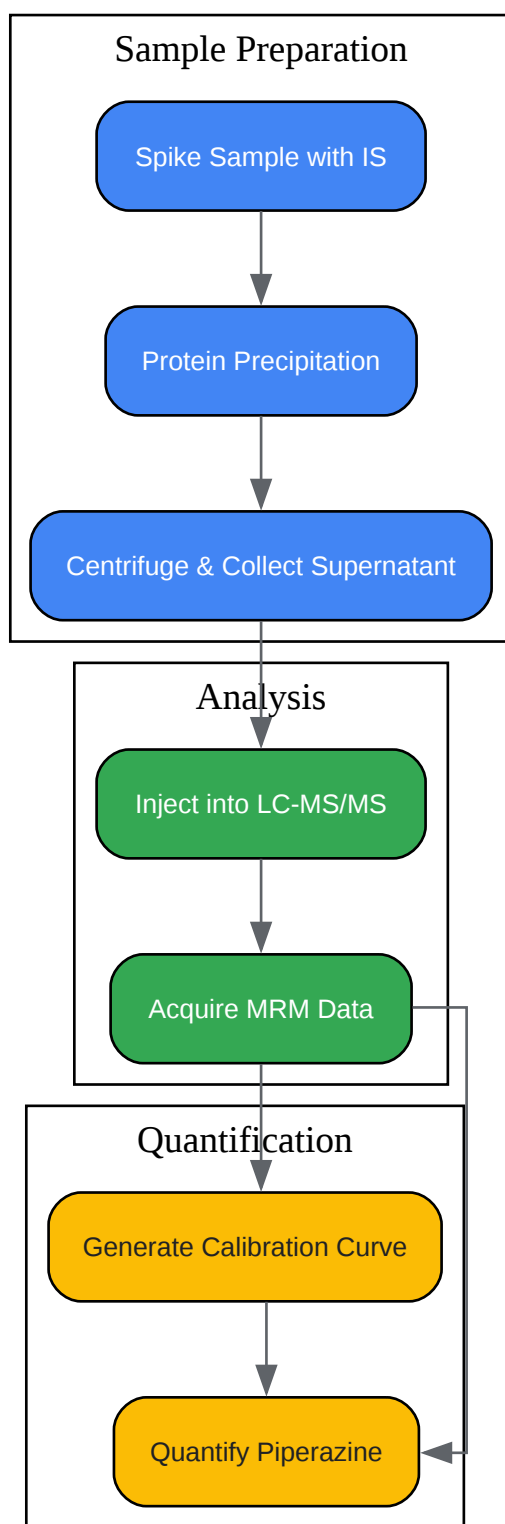 Sample Preparation
Spike Sample with IS
Protein Precipitation
Centrifuge & Collect Supernatant
Analysis
Inject into LC-MS/MS
Acquire MRM Data
Quantification
Generate Calibration Curve
Quantify Piperazine